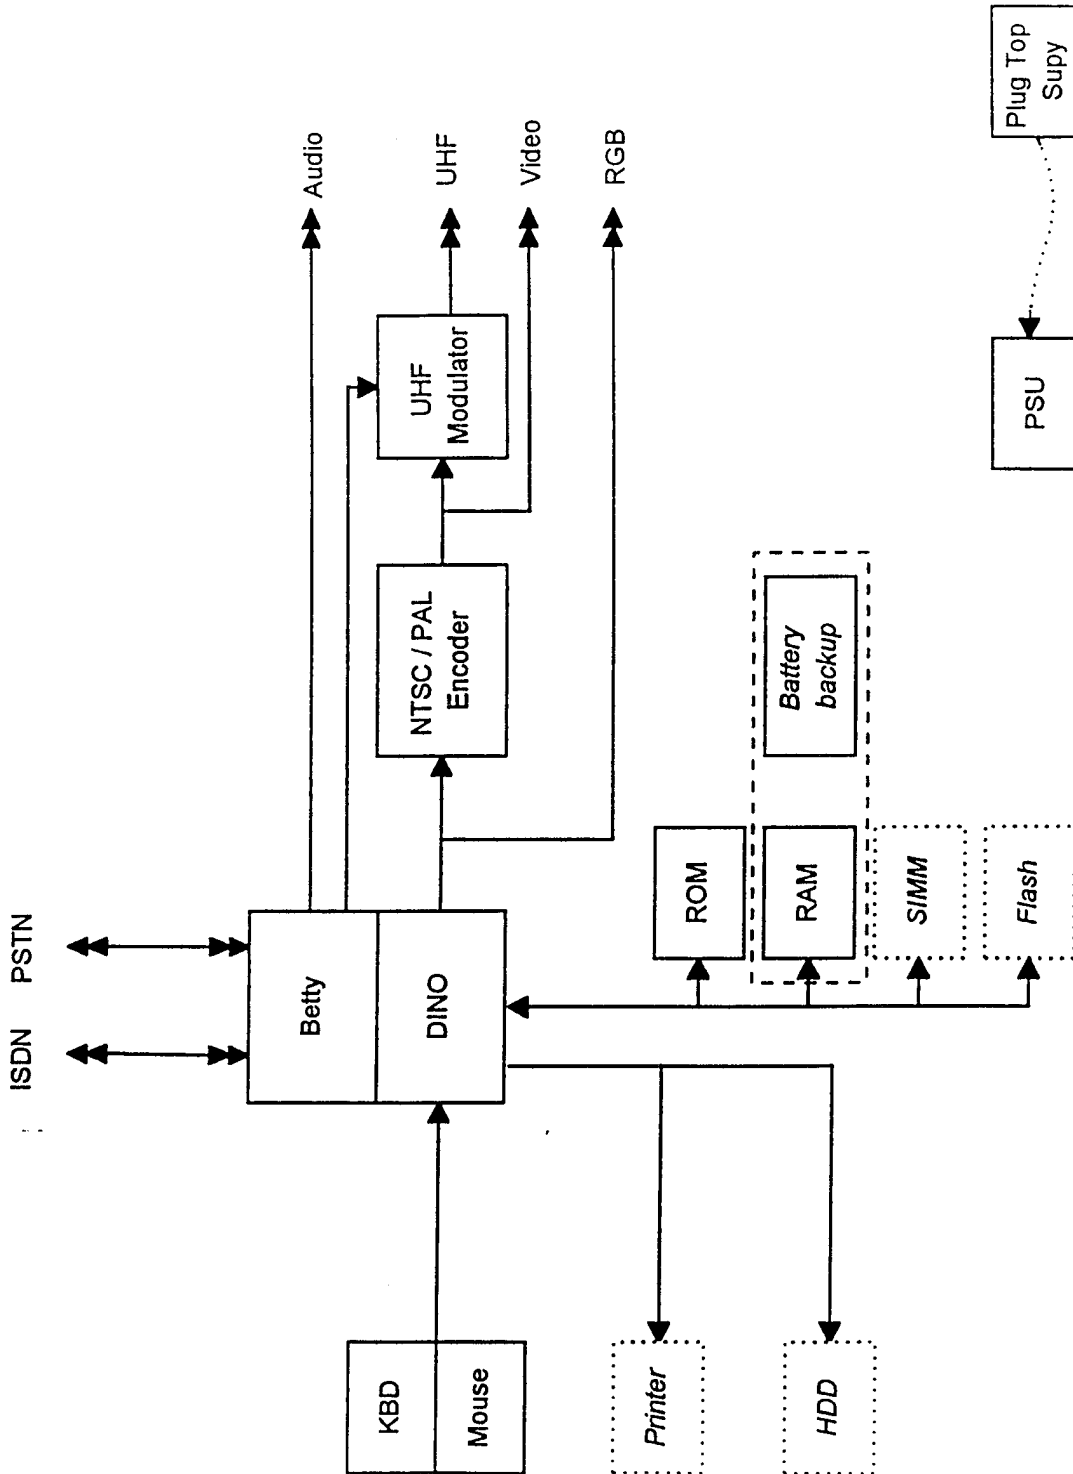 ISDN
PSTN
Betty
DINO
KBD
Mouse
Printer
HDD
Audio
UHF
Video
RGB
UHF
Modulator
NTSC / PAL
Encoder
ROM
RAM
Battery
backup
SIMM
Flash
PSU
Plug Top
Supy